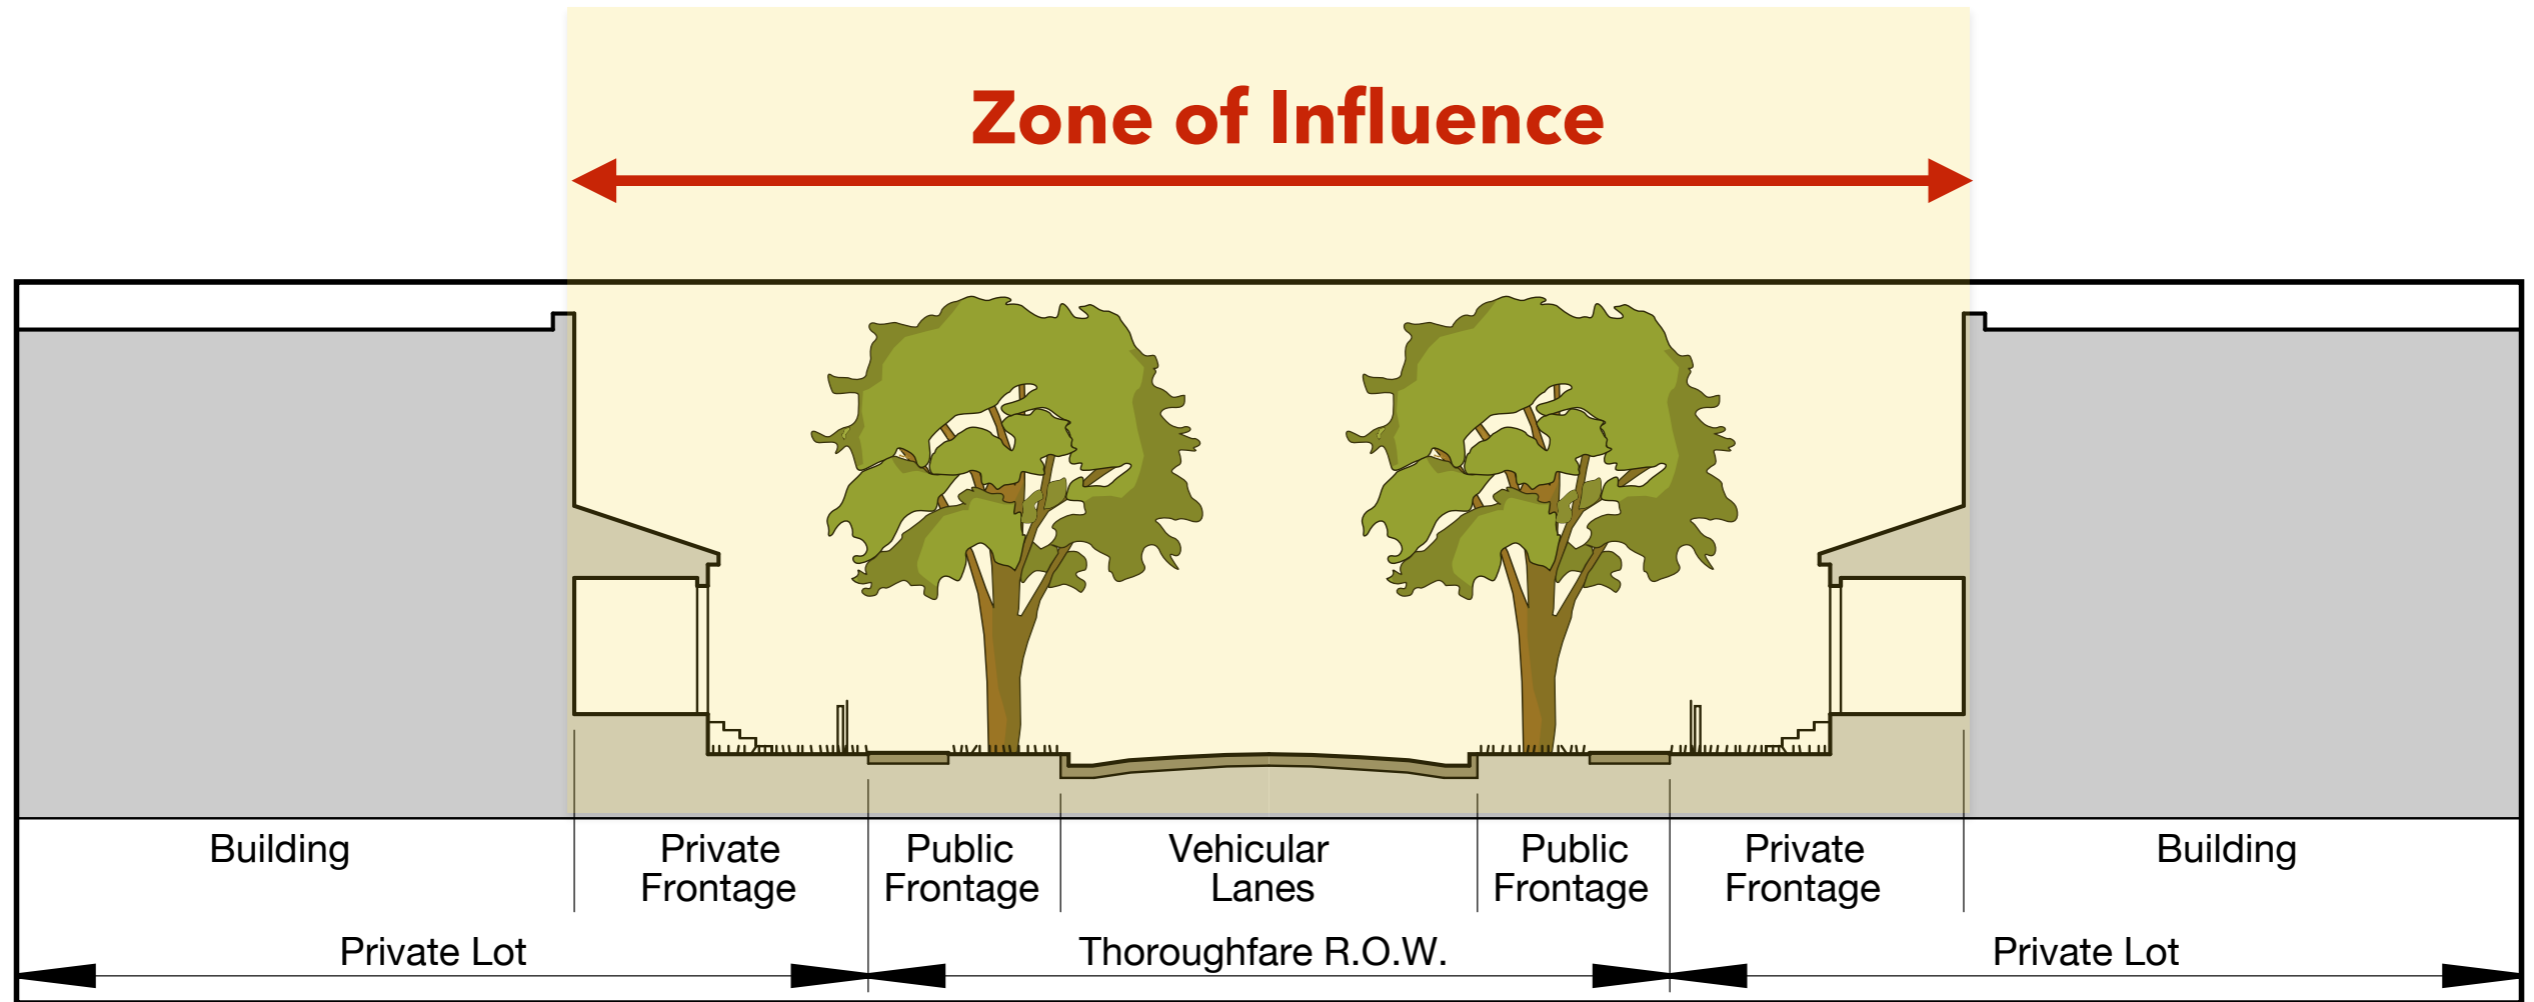 Zone of Influence
Building
Private
Frontage
Public
Frontage
Vehicular
Lanes
Public
Frontage
Private
Frontage
Building
Private Lot
Thoroughfare R.O.W.
Private Lot